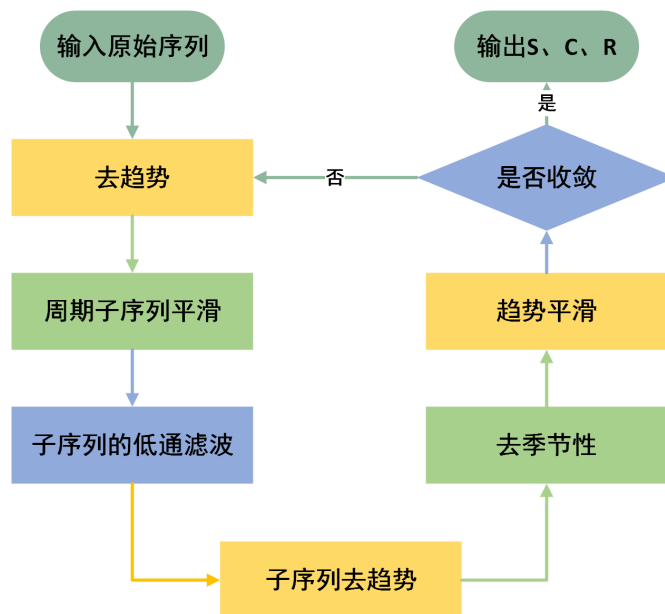 输入原始序列
去趋势
周期子序列平滑
子序列的低通滤波
子序列去趋势
去季节性
趋势平滑
是否收敛
否
是
输出S、C、R